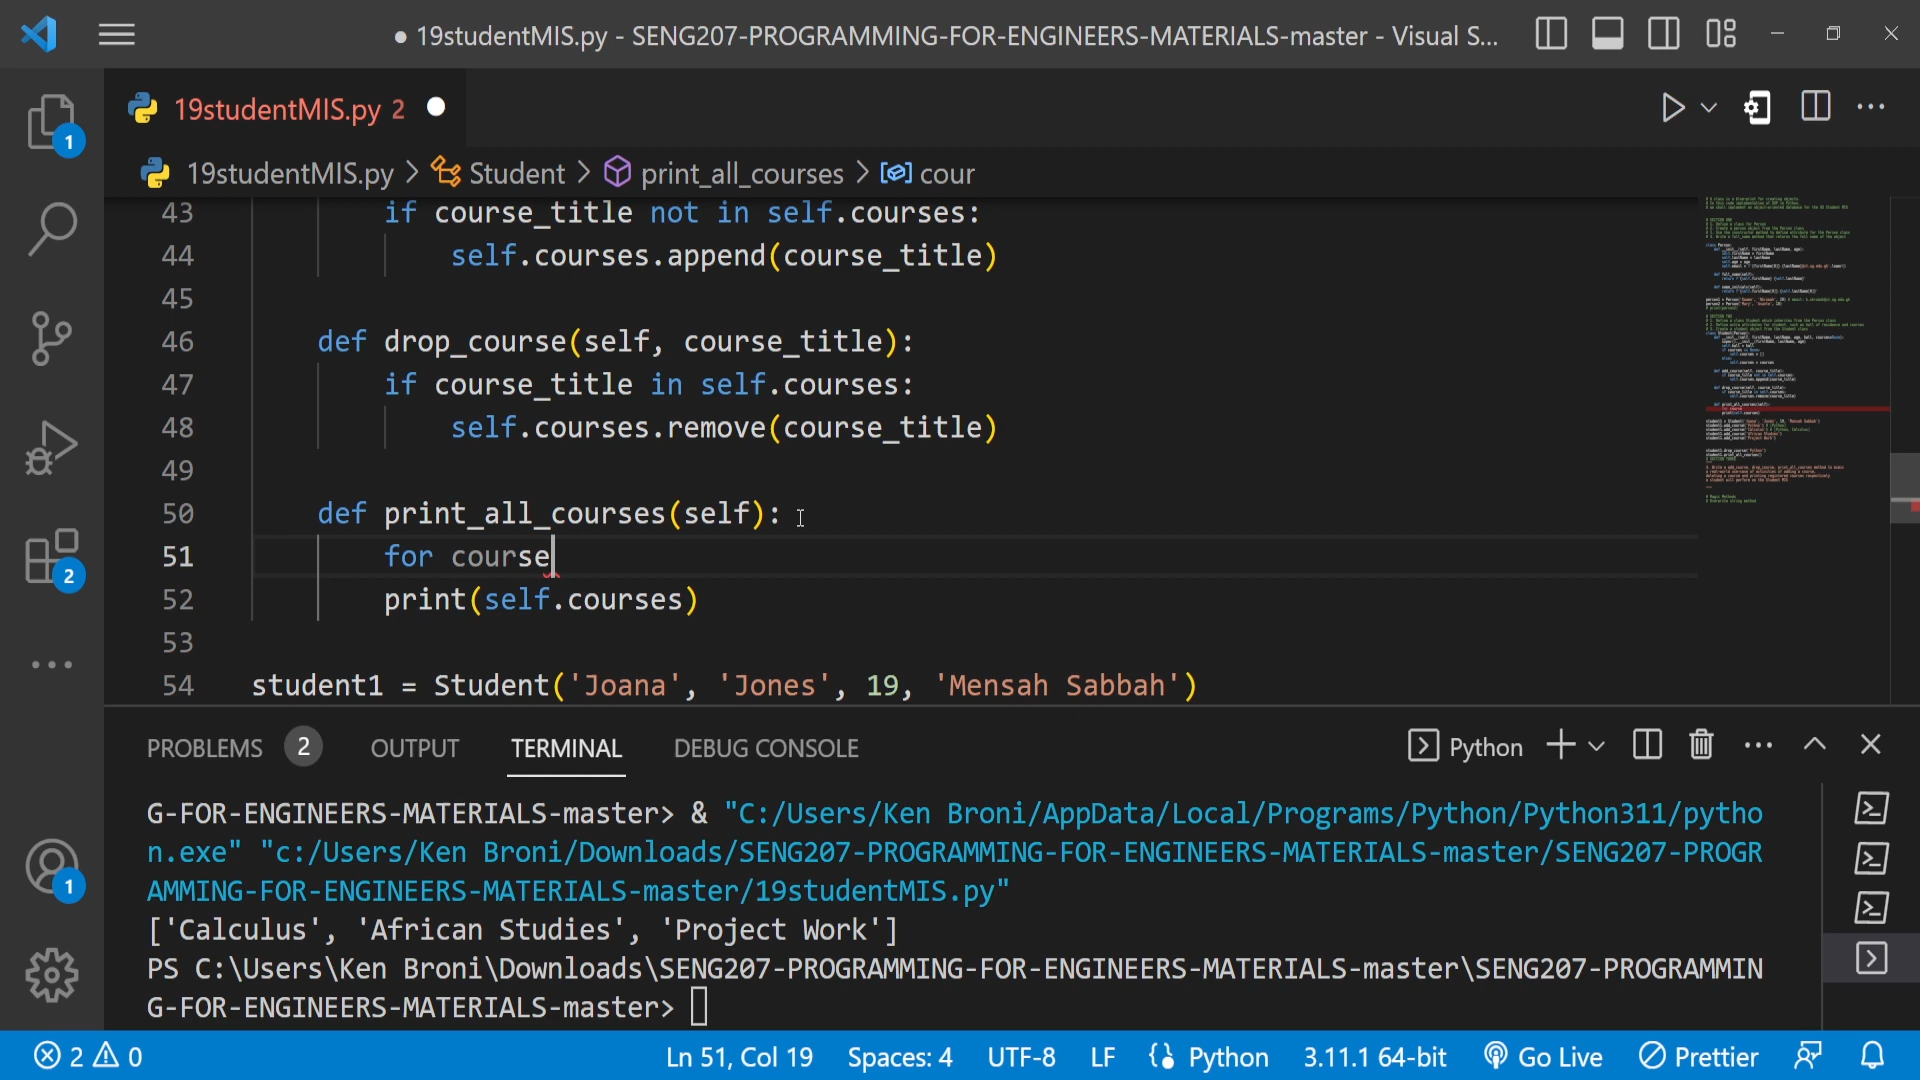 ● 19studentMIS.py - SENG207-PROGRAMMING-FOR-ENGINEERS-MATERIALS-master - Visual S...
19studentMIS.py 2 ●
19studentMIS.py > Student > print_all_courses > cour
43 if course_title not in self.courses:
44 self.courses.append(course_title)
45
46 def drop_course(self, course_title):
47 if course_title in self.courses:
48 self.courses.remove(course_title)
49
50 def print_all_courses(self):
51 for course
52 print(self.courses)
53
54 student1 = Student('Joana', 'Jones', 19, 'Mensah Sabbah')
1
2
1
PROBLEMS 2 OUTPUT TERMINAL DEBUG CONSOLE Python
G-FOR-ENGINEERS-MATERIALS-master> & "C:/Users/Ken Broni/AppData/Local/Programs/Python/Python311/pytho
n.exe" "c:/Users/Ken Broni/Downloads/SENG207-PROGRAMMING-FOR-ENGINEERS-MATERIALS-master/SENG207-PROGR
AMMING-FOR-ENGINEERS-MATERIALS-master/19studentMIS.py"
['Calculus', 'African Studies', 'Project Work']
PS C:\Users\Ken Broni\Downloads\SENG207-PROGRAMMING-FOR-ENGINEERS-MATERIALS-master\SENG207-PROGRAMMIN
G-FOR-ENGINEERS-MATERIALS-master>
2 0 Ln 51, Col 19 Spaces: 4 UTF-8 LF Python 3.11.1 64-bit Go Live Prettier